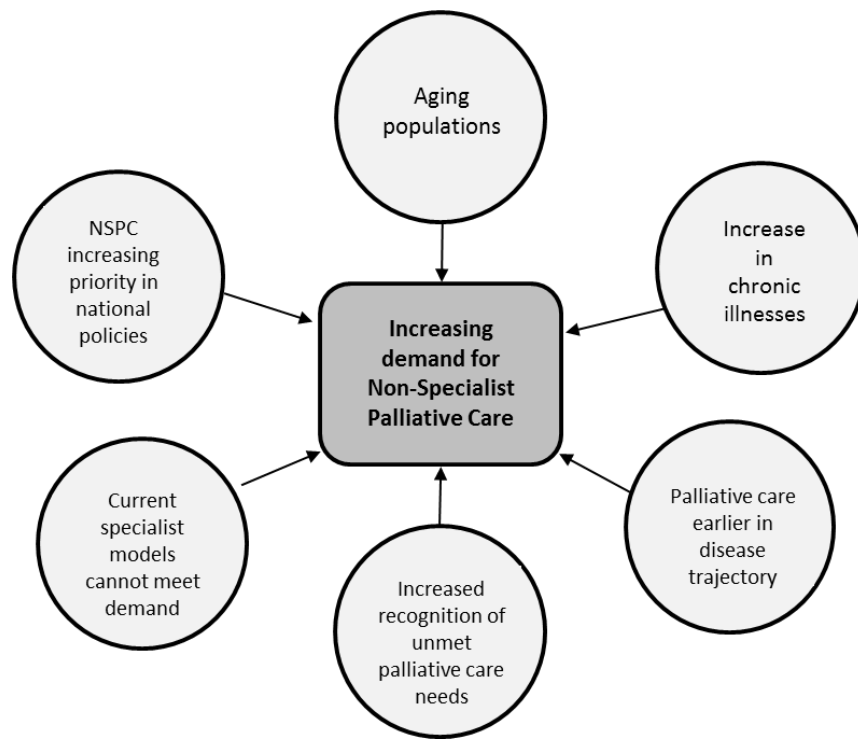 Aging
populations
NSPC
increasing
priority in
national
policies
Increase
in
chronic
illnesses
Increasing
demand for
Non-Specialist
Palliative Care
Current
specialist
models
cannot meet
demand
Increased
recognition of
unmet
palliative care
needs
Palliative care
earlier in
disease
trajectory